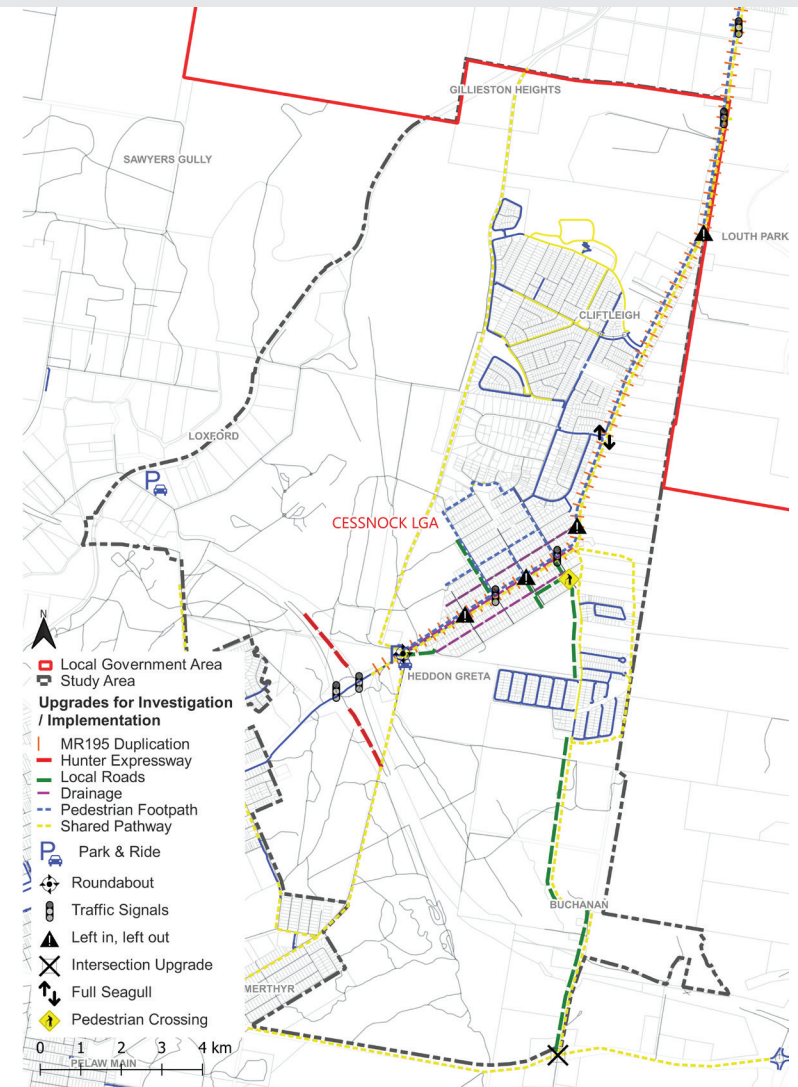 GILLIESTON HEIGHTS
SAWYERS GULLY
LOUTH PARK
CLIFTLEIGH
LOXFORD
P
CESSNOCK LGA
P
HEDDON GRETA
BUCHANAN
MERTHYR
PELAW MAIN
N
Local Government Area
Study Area
Upgrades for Investigation
/ Implementation
MR195 Duplication
Hunter Expressway
Local Roads
Drainage
Pedestrian Footpath
Shared Pathway
P Park & Ride
Roundabout
Traffic Signals
Left in, left out
Intersection Upgrade
Full Seagull
Pedestrian Crossing
0 1 2 3 4 km